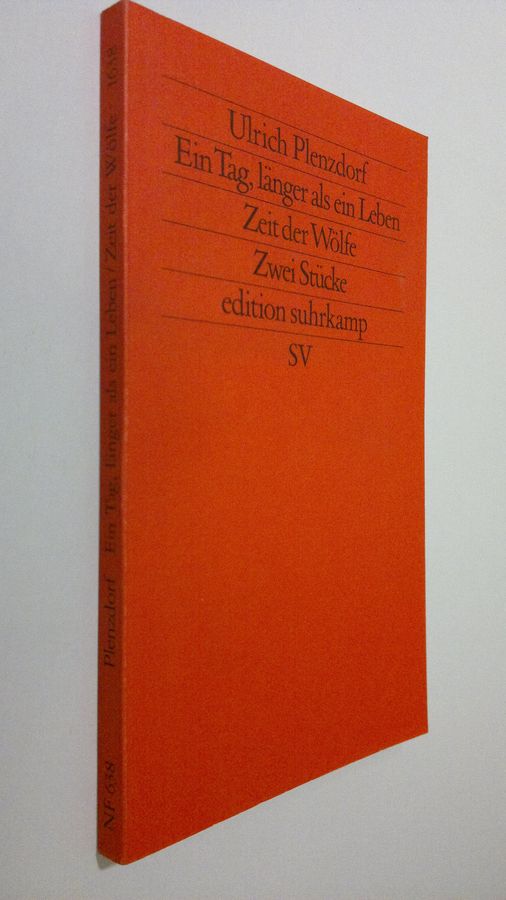 Ulrich Plenzdorf
Ein Tag, länger als ein Leben
Zeit der Wölfe
Zwei Stücke
edition suhrkamp
SV
NF 638 Plenzdorf Ein Tag, länger als ein Leben / Zeit der Wölfe 1638